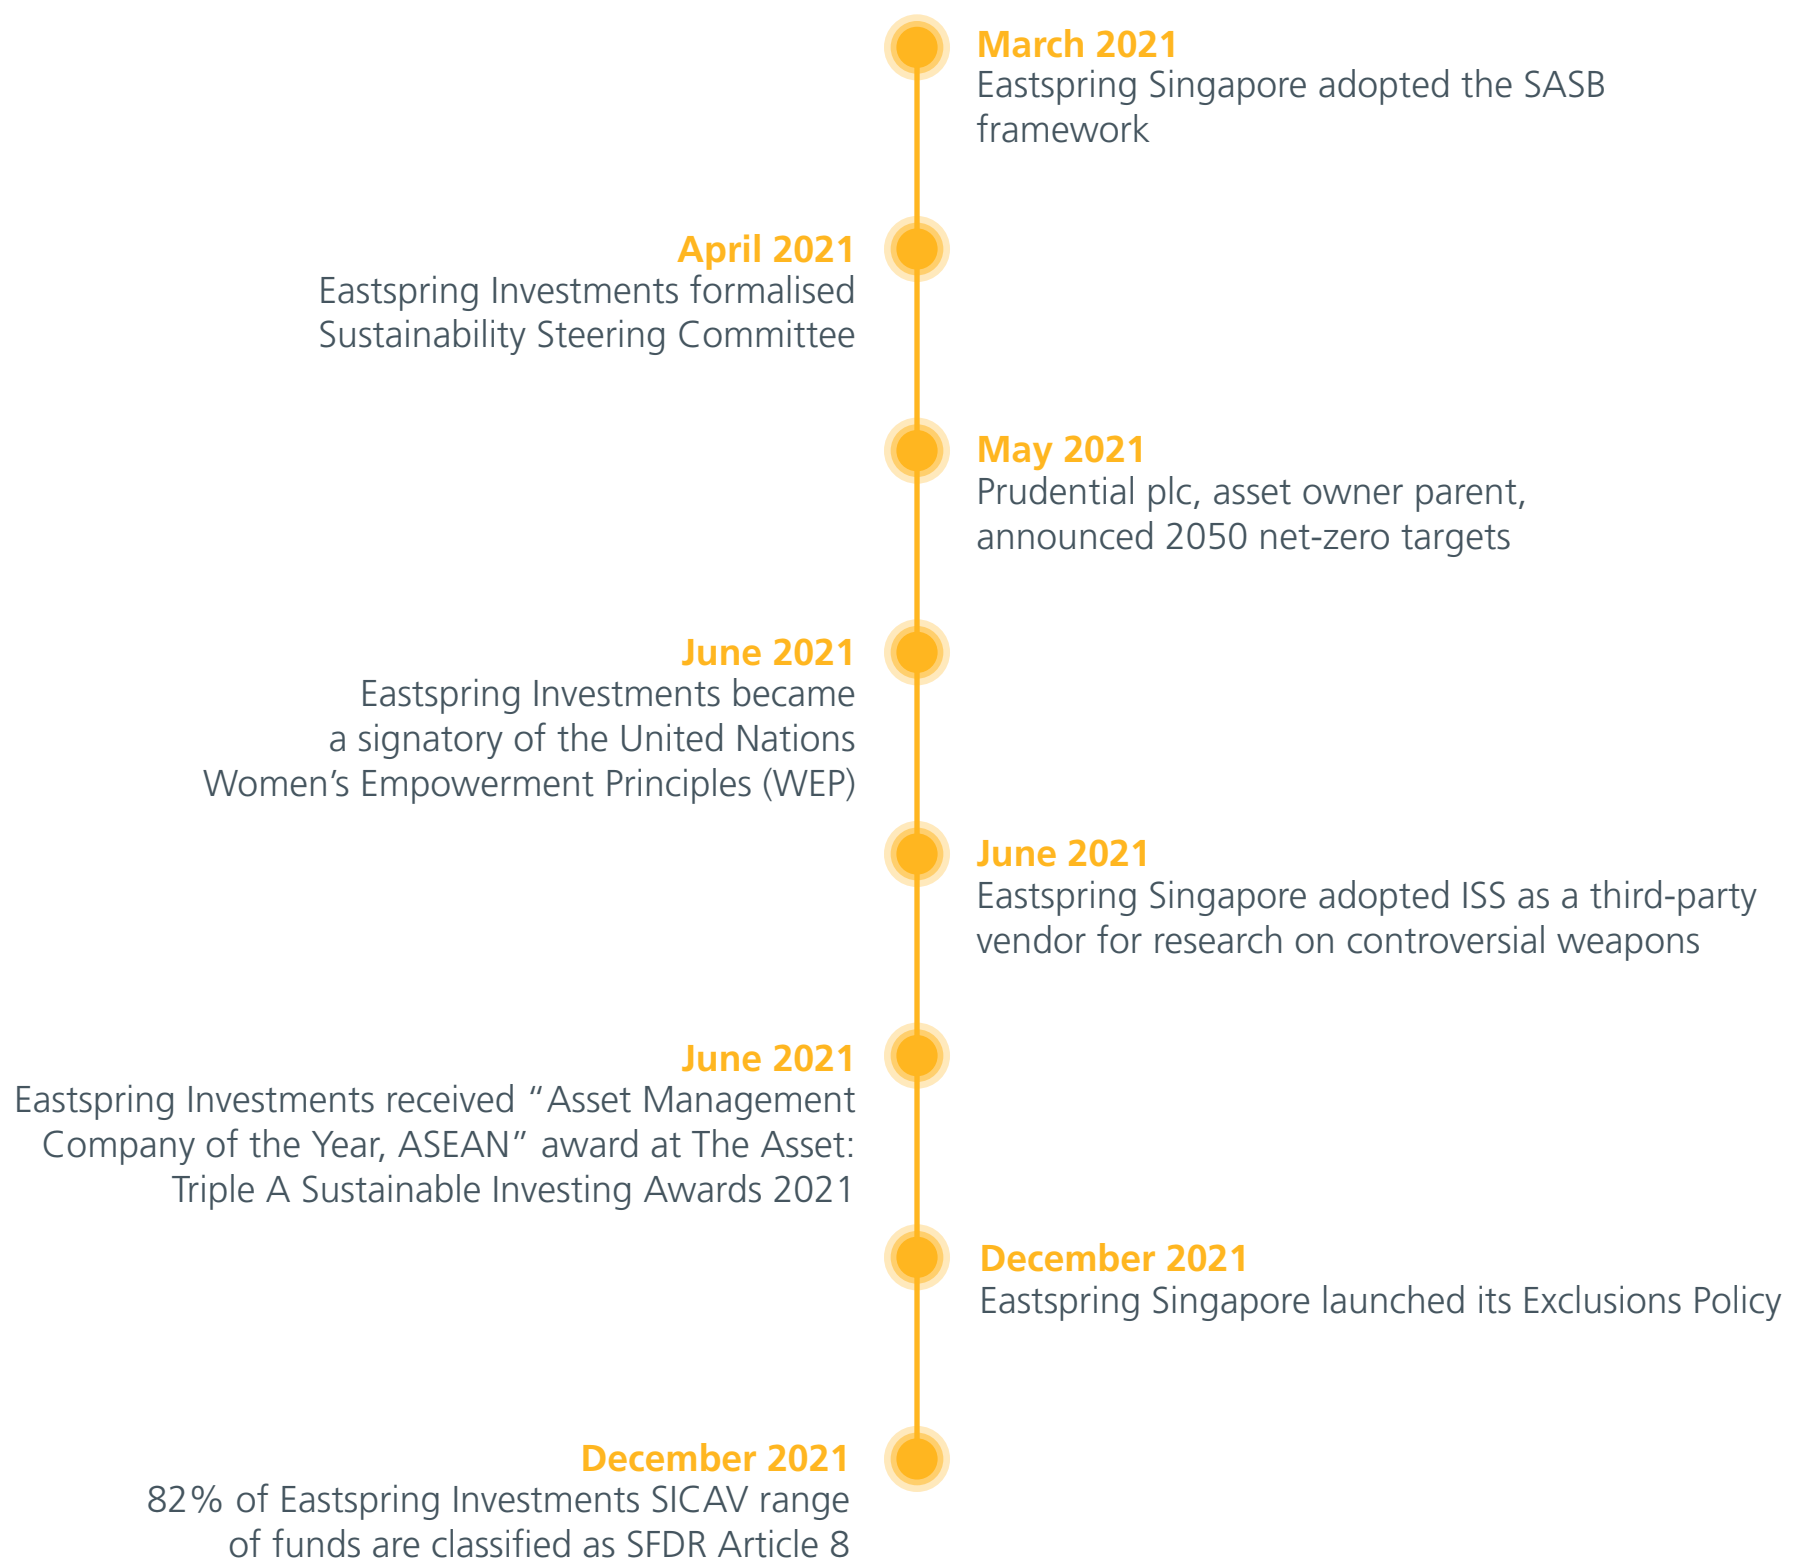 March 2021
Eastspring Singapore adopted the SASB
framework
April 2021
Eastspring Investments formalised
Sustainability Steering Committee
May 2021
Prudential plc, asset owner parent,
announced 2050 net-zero targets
June 2021
Eastspring Investments became
a signatory of the United Nations
Women’s Empowerment Principles (WEP)
June 2021
Eastspring Singapore adopted ISS as a third-party
vendor for research on controversial weapons
June 2021
Eastspring Investments received “Asset Management
Company of the Year, ASEAN” award at The Asset:
Triple A Sustainable Investing Awards 2021
December 2021
Eastspring Singapore launched its Exclusions Policy
December 2021
82% of Eastspring Investments SICAV range
of funds are classified as SFDR Article 8